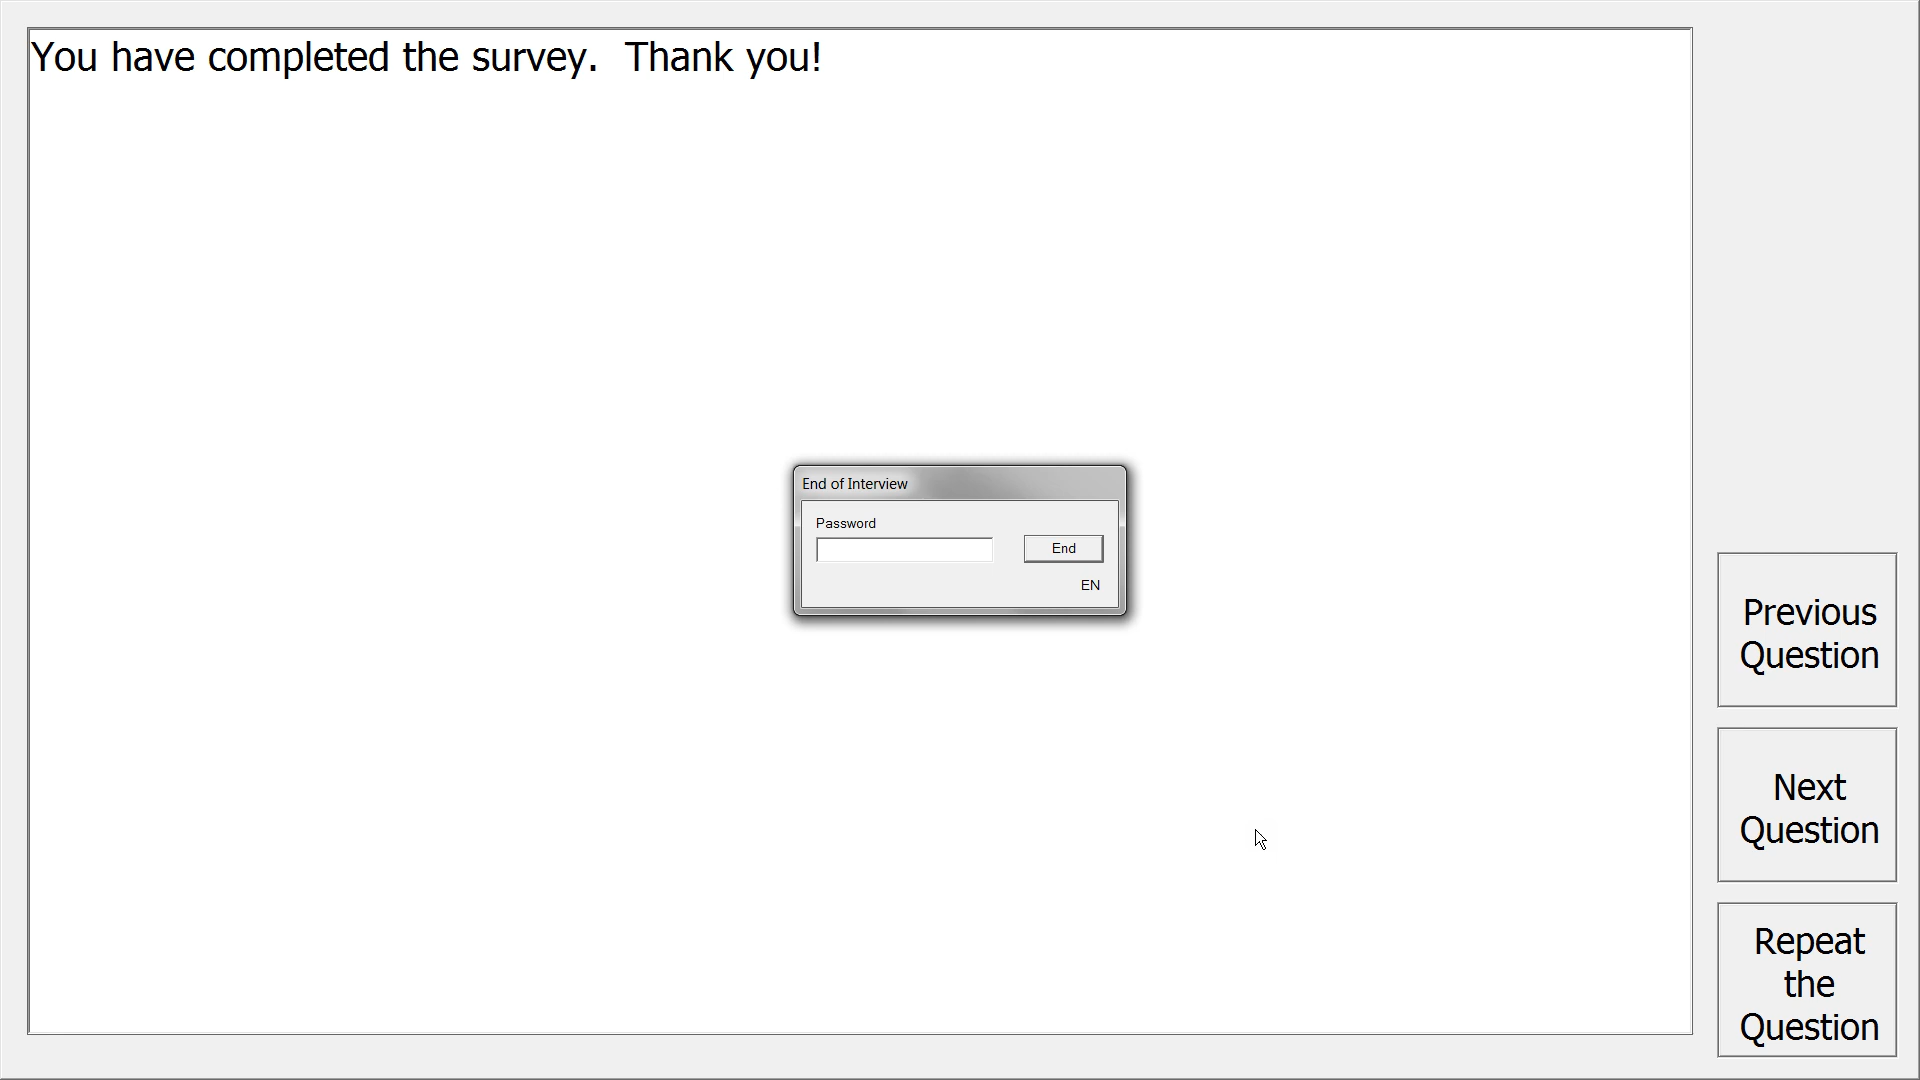 You have completed the survey.  Thank you!
End of Interview
Password
End
EN
Previous
Question
Next
Question
Repeat
the
Question